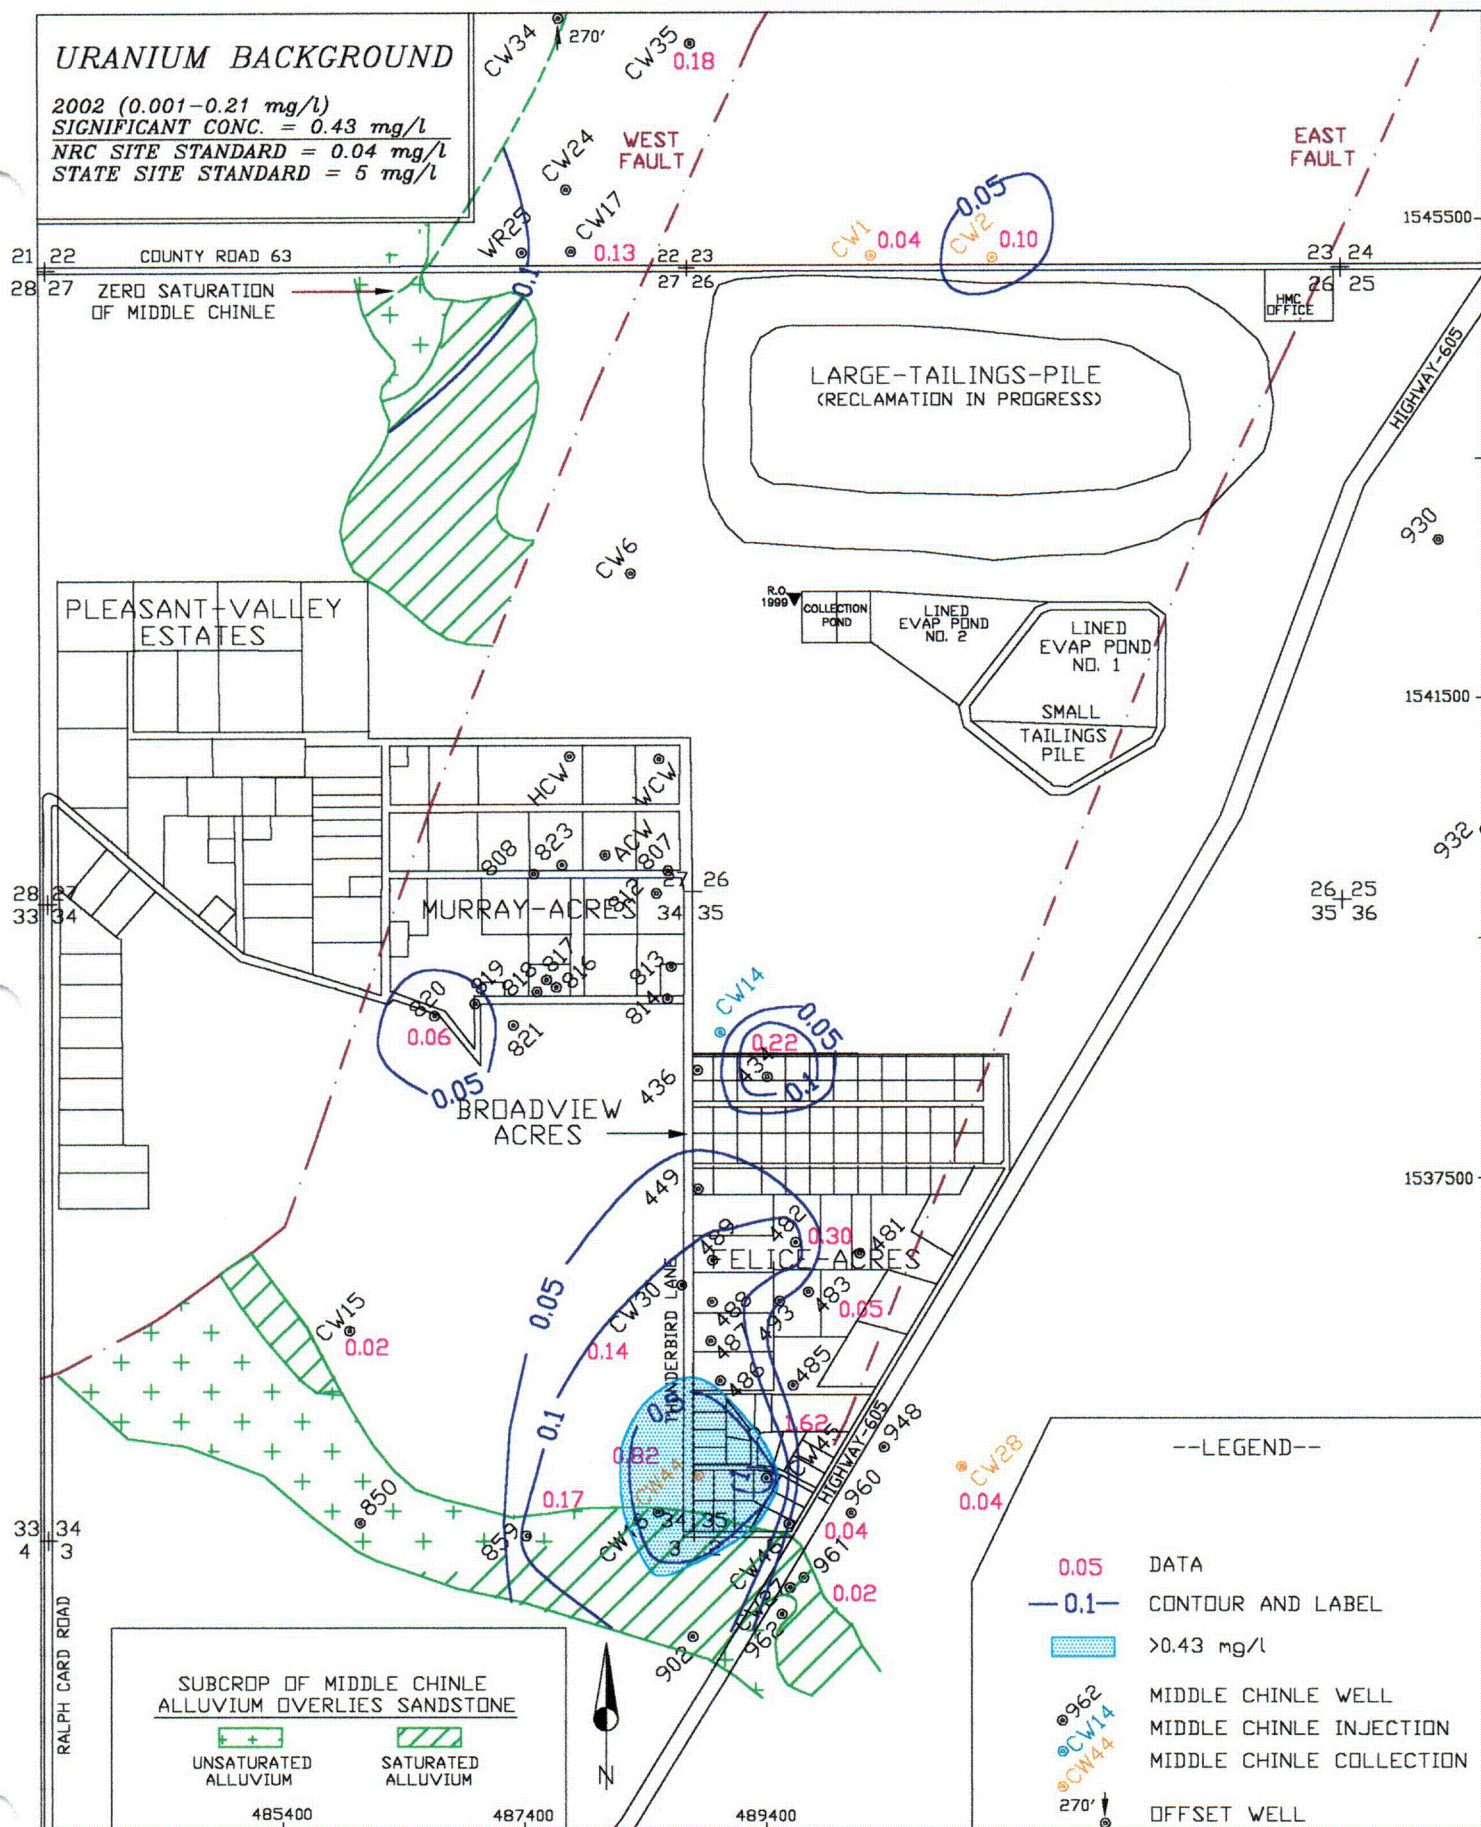 URANIUM BACKGROUND
2002 (0.001-0.21 mg/l)
SIGNIFICANT CONC. = 0.43 mg/l
NRC SITE STANDARD = 0.04 mg/l
STATE SITE STANDARD = 5 mg/l
CW34
270'
CW35
0.18
WEST
FAULT
EAST
FAULT
CW24
CW17
WR25
0.13
0.1
CW1
0.04
0.05
CW2
0.10
1545500
21 22
28 27
COUNTY ROAD 63
22 23
27 26
23 24
26 25
ZERO SATURATION
OF MIDDLE CHINLE
HMC
OFFICE
HIGHWAY-605
LARGE-TAILINGS-PILE
(RECLAMATION IN PROGRESS)
930
CW6
R.O.
1999
COLLECTION
POND
LINED
EVAP POND
NO. 2
LINED
EVAP POND
NO. 1
SMALL
TAILINGS
PILE
PLEASANT-VALLEY
ESTATES
1541500
HCW
WCW
808
823
ACW
807
812
932
28 27
33 34
27 26
34 35
26 25
35 36
MURRAY-ACRES
820
819
818
817
816
813
814
821
0.06
0.05
CW14
0.05
0.22
434
0.1
436
BROADVIEW
ACRES
1537500
449
489
482
0.30
481
FELICE-ACRES
THUNDERBIRD LANE
CW30
0.05
488
493
483
0.05
487
CW15
0.02
0.14
486
485
0.1
1.62
CW45
HIGHWAY-605
948
0.82
CW44
CW28
0.04
960
0.04
0.17
850
859
34 35
3 2
33 34
4 3
CW46
961
0.02
CW27
962
902
RALPH CARD ROAD
SUBCROP OF MIDDLE CHINLE
ALLUVIUM OVERLIES SANDSTONE
UNSATURATED
ALLUVIUM
SATURATED
ALLUVIUM
N
485400
487400
489400
--LEGEND--
0.05 DATA
0.1 CONTOUR AND LABEL
>0.43 mg/l
962 MIDDLE CHINLE WELL
CW14 MIDDLE CHINLE INJECTION
CW44 MIDDLE CHINLE COLLECTION
270' OFFSET WELL